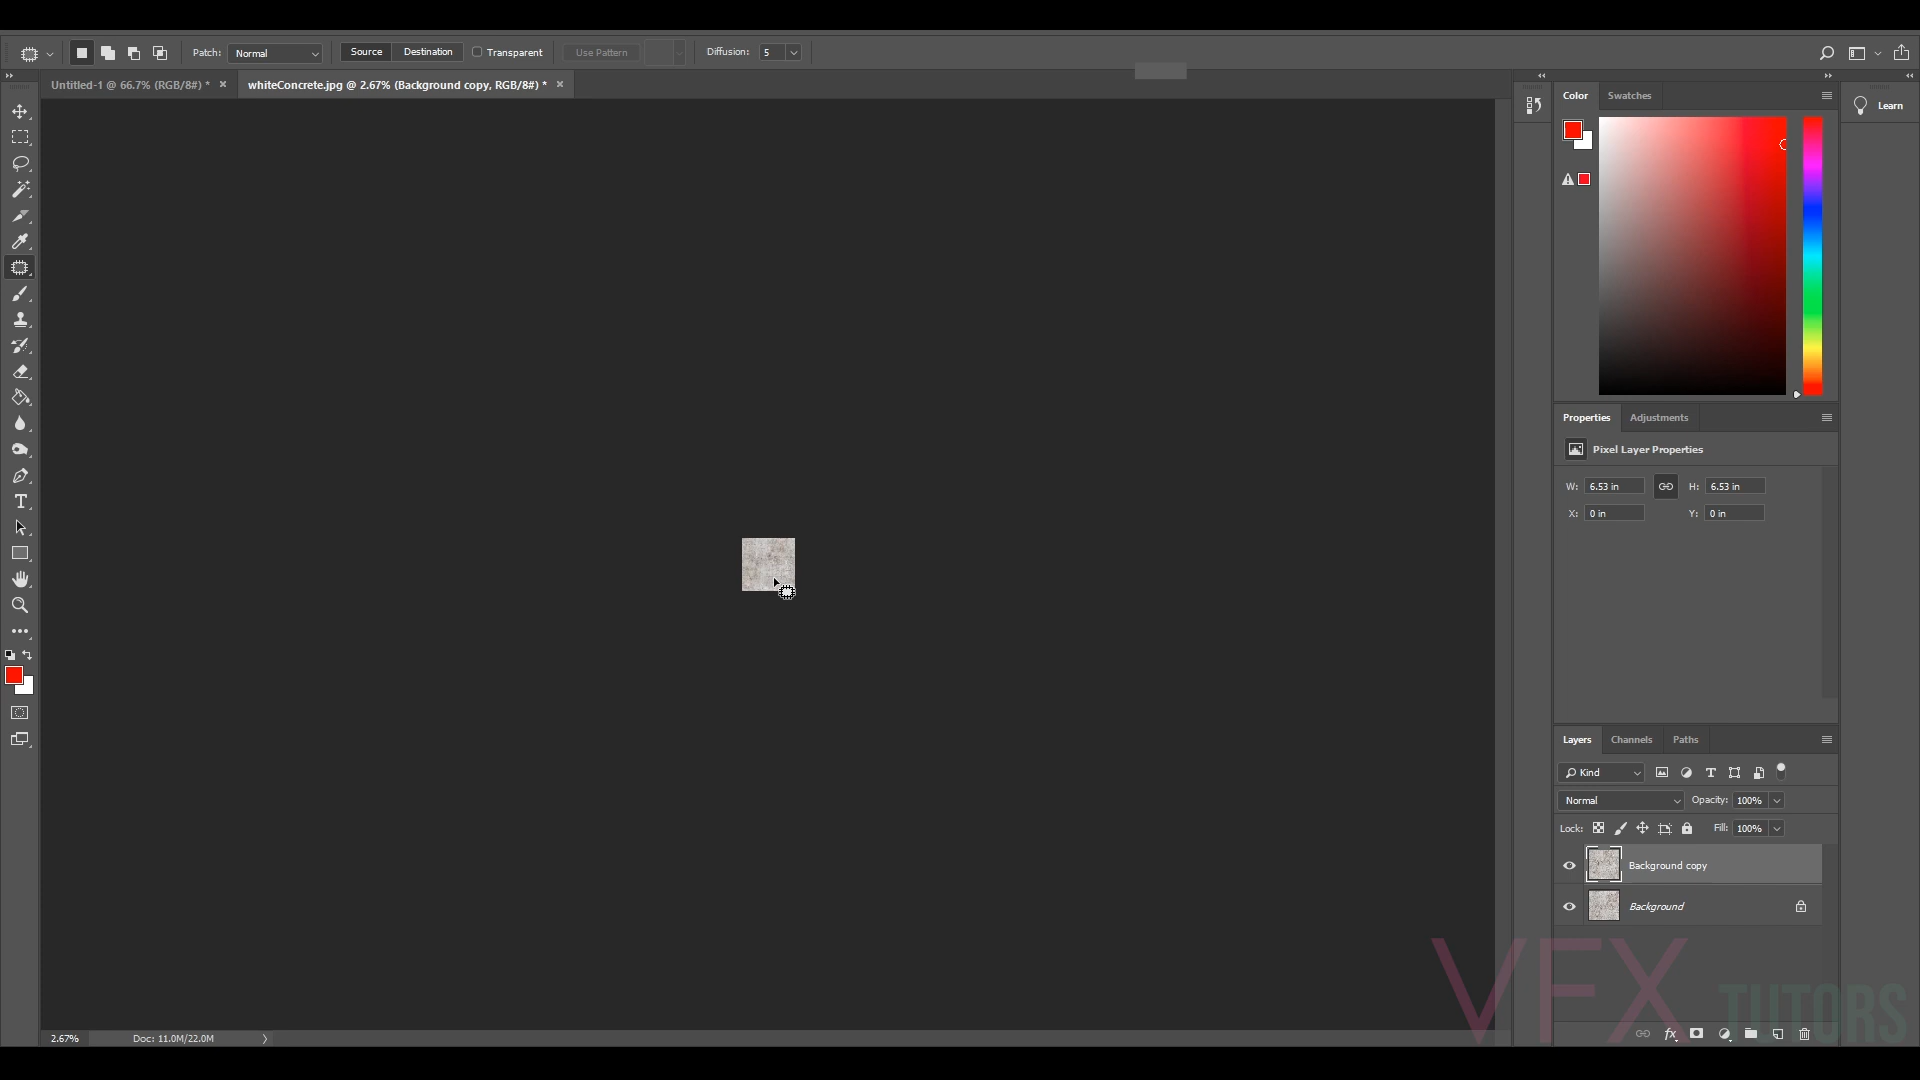 Patch: Normal Source Destination Transparent Use Pattern Diffusion: 5
Untitled-1 @ 66.7% (RGB/8#) * ×
whiteConcrete.jpg @ 2.67% (Background copy, RGB/8#) * ×
Color Swatches
Learn
Properties Adjustments
Pixel Layer Properties
W: 6.53 in H: 6.53 in
X: 0 in Y: 0 in
Layers Channels Paths
Kind
Normal Opacity: 100%
Lock: Fill: 100%
Background copy
Background
VFX TUTORS
2.67% Doc: 11.0M/22.0M